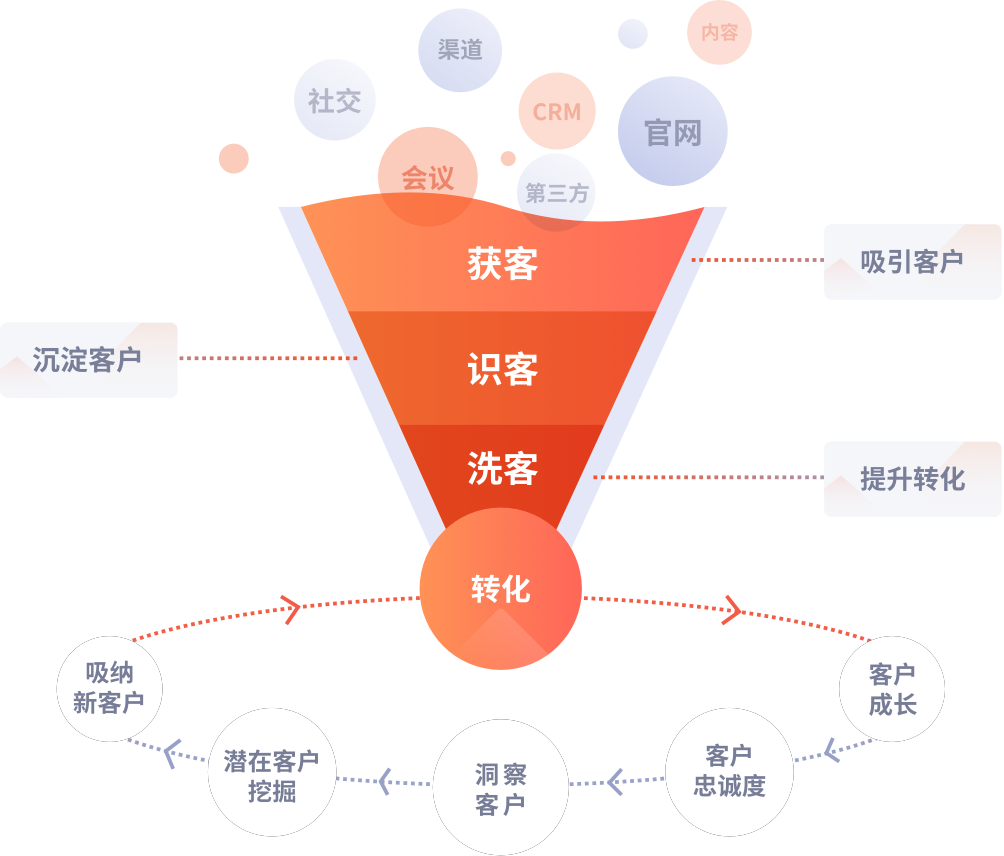 内容
渠道
社交
CRM
官网
会议
第三方
获客
吸引客户
识客
沉淀客户
洗客
提升转化
转化
吸纳
新客户
客户
成长
潜在客户
挖掘
洞察
客户
客户
忠诚度